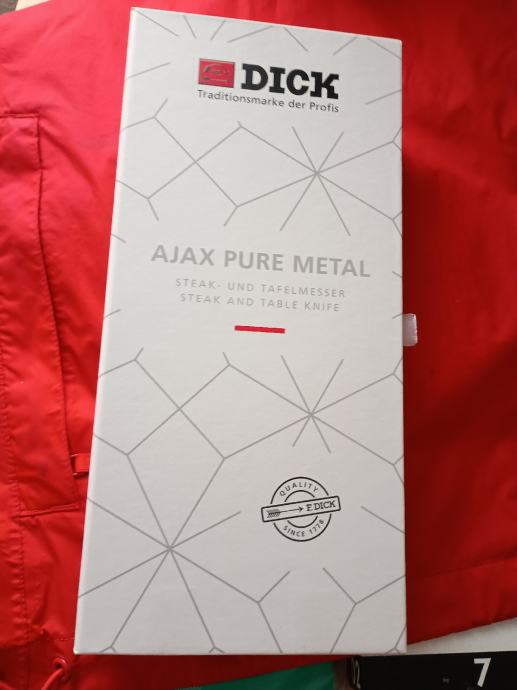 DICK
Traditionsmarke der Profis
AJAX PURE METAL
STEAK- UND TAFELMESSER
STEAK AND TABLE KNIFE
QUALITY
F.DICK
SINCE 1778
7